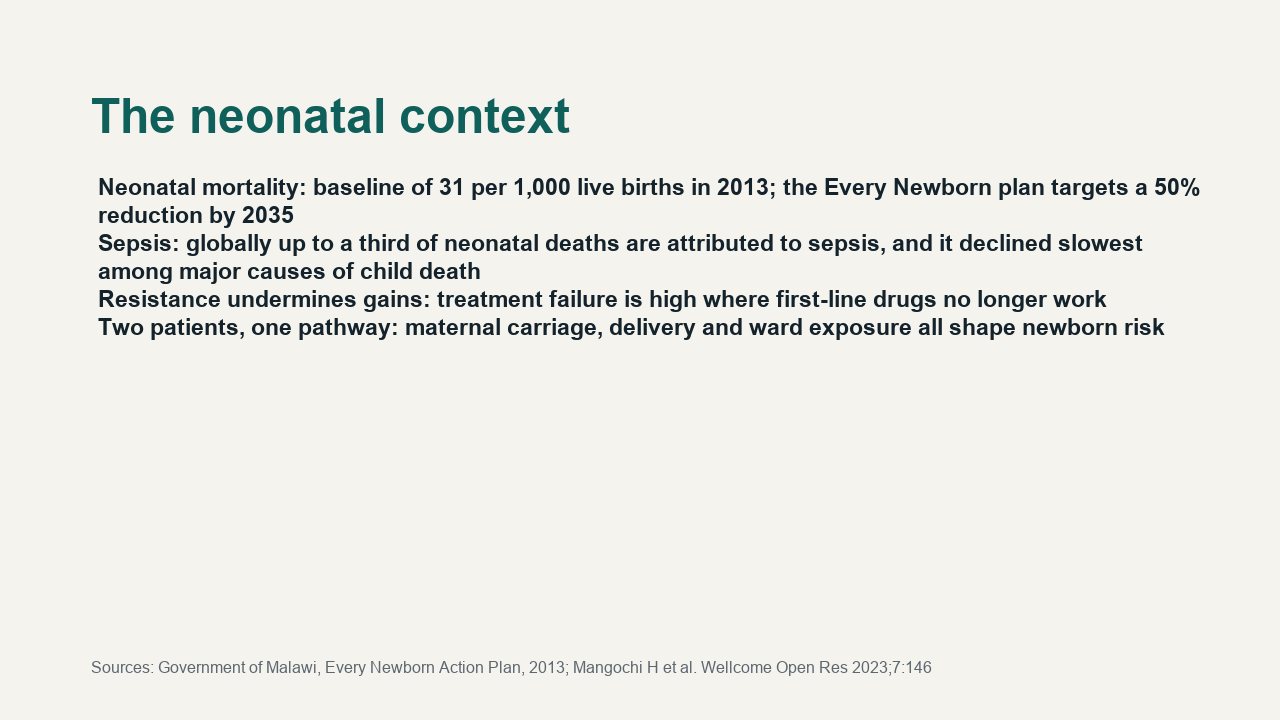 The neonatal context
Neonatal mortality: baseline of 31 per 1,000 live births in 2013; the Every Newborn plan targets a 50%
reduction by 2035
Sepsis: globally up to a third of neonatal deaths are attributed to sepsis, and it declined slowest
among major causes of child death
Resistance undermines gains: treatment failure is high where first-line drugs no longer work
Two patients, one pathway: maternal carriage, delivery and ward exposure all shape newborn risk
Sources: Government of Malawi, Every Newborn Action Plan, 2013; Mangochi H et al. Wellcome Open Res 2023;7:146